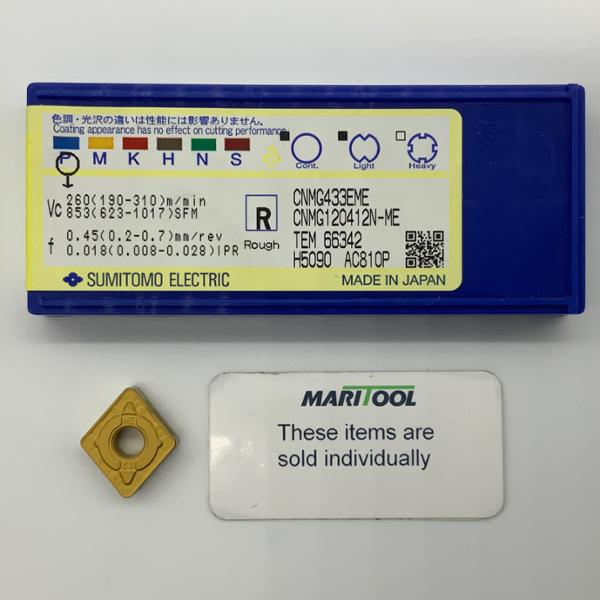 色調・光沢の違いは性能には影響ありません。
Coating appearance has no effect on cutting performance.
P M K H N S
Cont. Light Heavy
Vc 260(190-310)m/min
853(623-1017)SFM
f 0.45(0.2-0.7)mm/rev
0.018(0.008-0.028)IPR
R
Rough
CNMG433EME
CNMG120412N-ME
TEM 66342
H5090 AC810P
SUMITOMO ELECTRIC
MADE IN JAPAN
ME
12
MARITOOL
These items are
sold individually